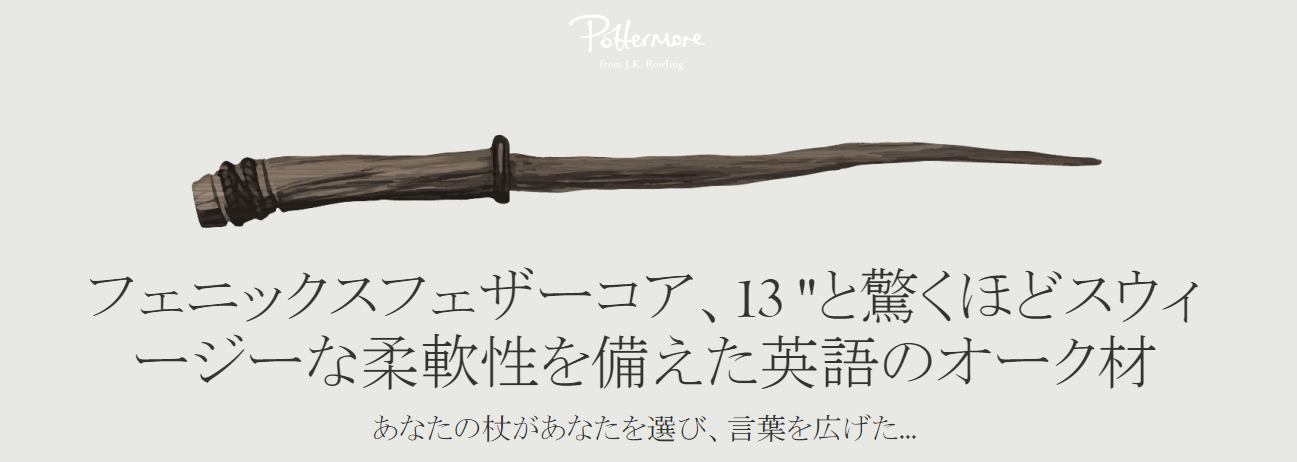 Pottermore
from J.K. Rowling
フェニックスフェザーコア、13 "と驚くほどスウィ
ージーな柔軟性を備えた英語のオーク材
あなたの杖があなたを選び、言葉を広げた...